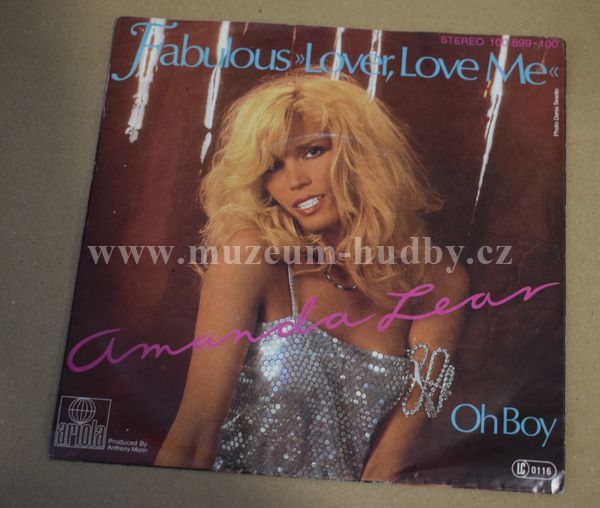 STEREO 100 899-100
Fabulous »Lover, Love Me«
Photo: Denis Taranto
www.muzeum-hudby.cz
Amanda Lear
Oh Boy
ariola
Produced By
Anthony Monn
LC 0116